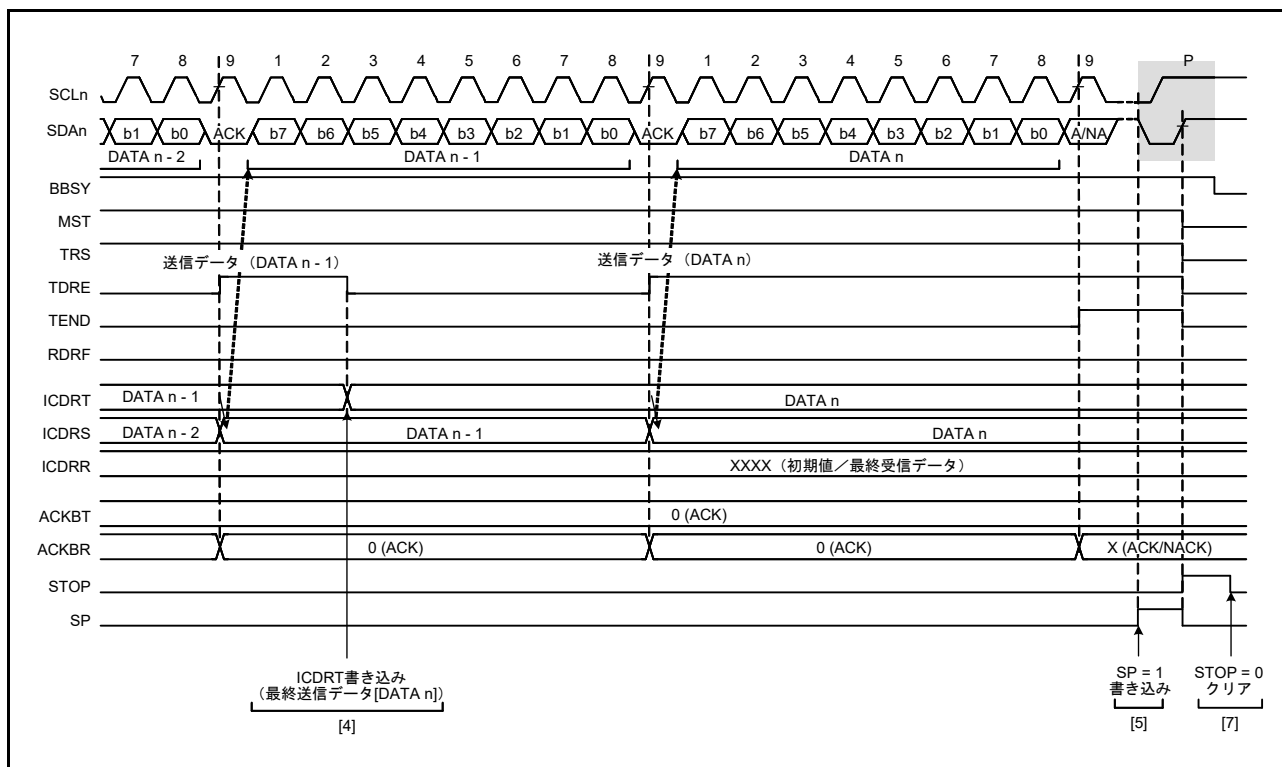 7 8 9 1 2 3 4 5 6 7 8 9 1 2 3 4 5 6 7 8 9 P
SCLn
SDAn b1 b0 ACK b7 b6 b5 b4 b3 b2 b1 b0 ACK b7 b6 b5 b4 b3 b2 b1 b0 A/NA
DATA n - 2 DATA n - 1 DATA n
BBSY
MST
TRS
送信データ（DATA n - 1） 送信データ（DATA n）
TDRE
TEND
RDRF
ICDRT DATA n - 1 DATA n
ICDRS DATA n - 2 DATA n - 1 DATA n
ICDRR XXXX（初期値／最終受信データ）
ACKBT 0 (ACK)
ACKBR 0 (ACK) 0 (ACK) X (ACK/NACK)
STOP
SP
ICDRT書き込み
（最終送信データ[DATA n]）
[4]
SP = 1
書き込み
[5]
STOP = 0
クリア
[7]